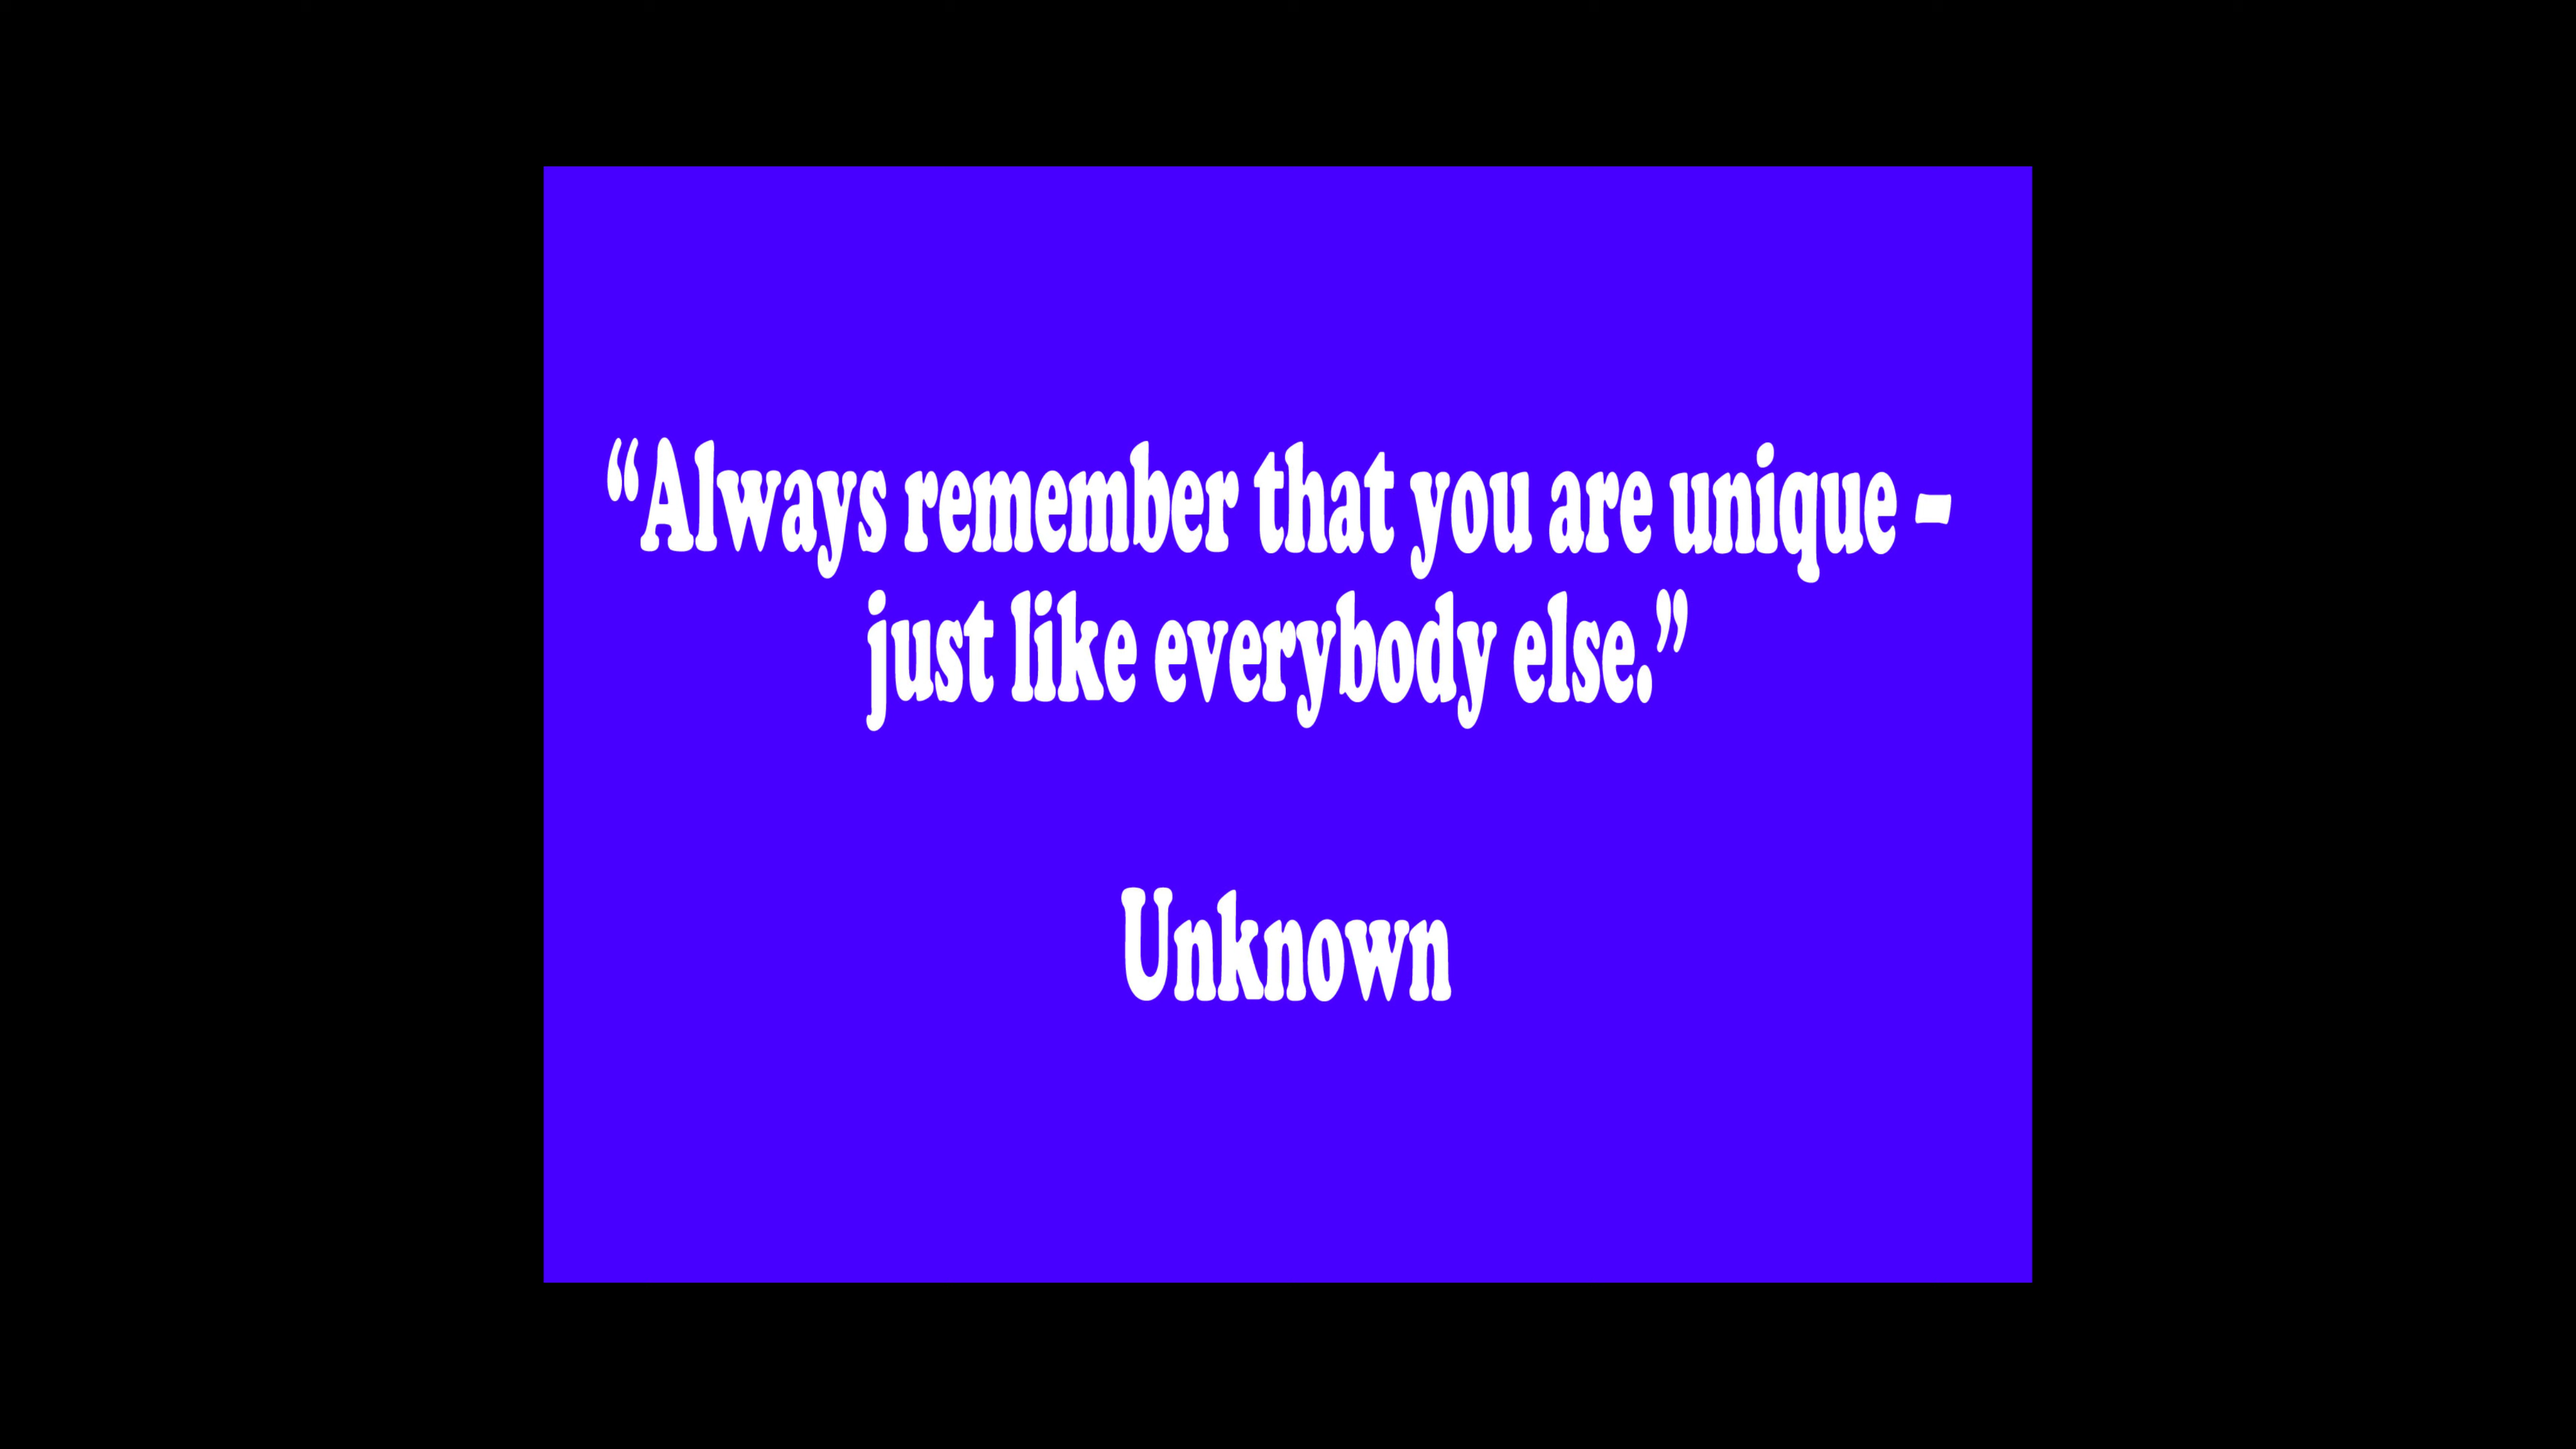 “Always remember that you are unique -
just like everybody else.”
Unknown